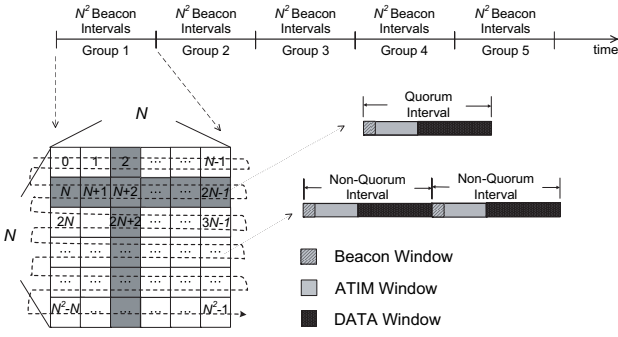 N² Beacon Intervals N² Beacon Intervals N² Beacon Intervals N² Beacon Intervals N² Beacon Intervals
Group 1 Group 2 Group 3 Group 4 Group 5 time
N
Quorum Interval
0 1 2 ... ... N-1
N N+1 N+2 ... ... 2N-1
Non-Quorum Interval Non-Quorum Interval
2N ... 2N+2 ... ... 3N-1
N
... ... ... ... ... ...
... ... ... ... ... ...
N²-N ... ... ... ... N²-1
Beacon Window
ATIM Window
DATA Window